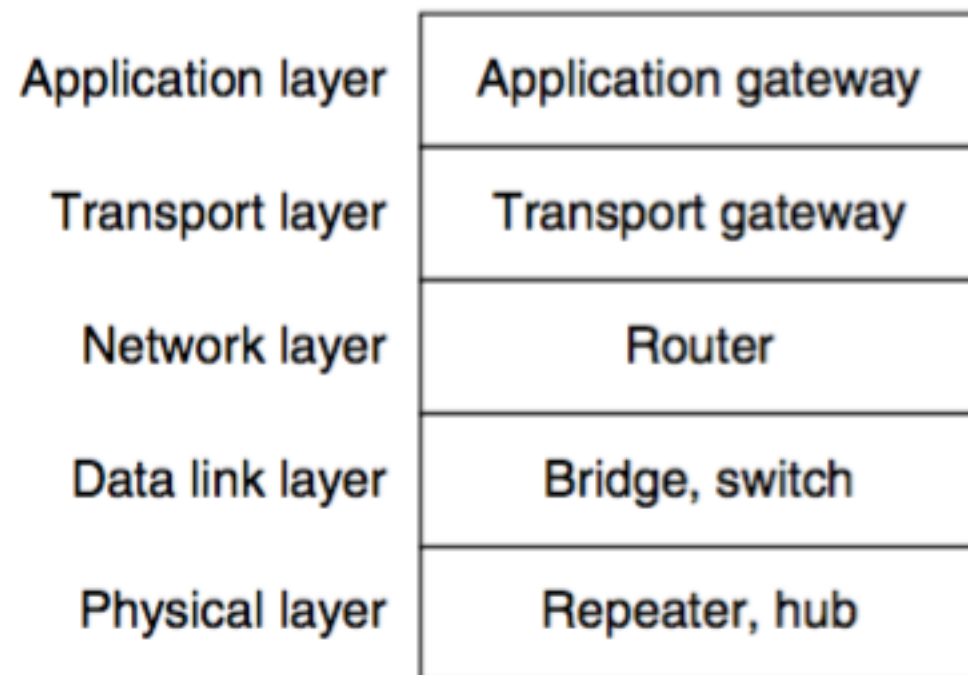 Application layer Application gateway
Transport layer Transport gateway
Network layer Router
Data link layer Bridge, switch
Physical layer Repeater, hub